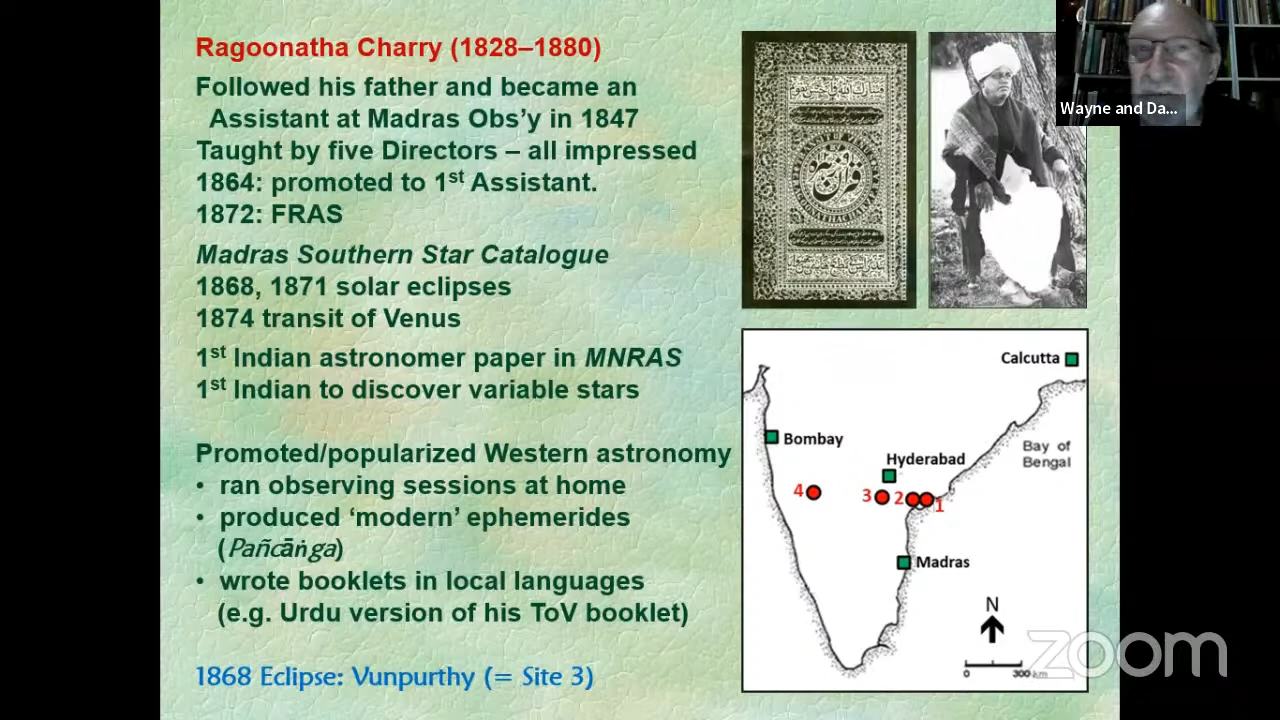 Ragoonatha Charry (1828–1880)
Followed his father and became an
Assistant at Madras Obs’y in 1847
Taught by five Directors – all impressed
1864: promoted to 1st Assistant.
1872: FRAS
Madras Southern Star Catalogue
1868, 1871 solar eclipses
1874 transit of Venus
1st Indian astronomer paper in MNRAS
1st Indian to discover variable stars
Promoted/popularized Western astronomy
• ran observing sessions at home
• produced ‘modern’ ephemerides
(Pañcāṅga)
• wrote booklets in local languages
(e.g. Urdu version of his ToV booklet)
1868 Eclipse: Vunpurthy (= Site 3)
Wayne and Da...
Calcutta
Bombay
Bay of
Bengal
Hyderabad
4
3
2
1
Madras
N
0
300 km
zoom